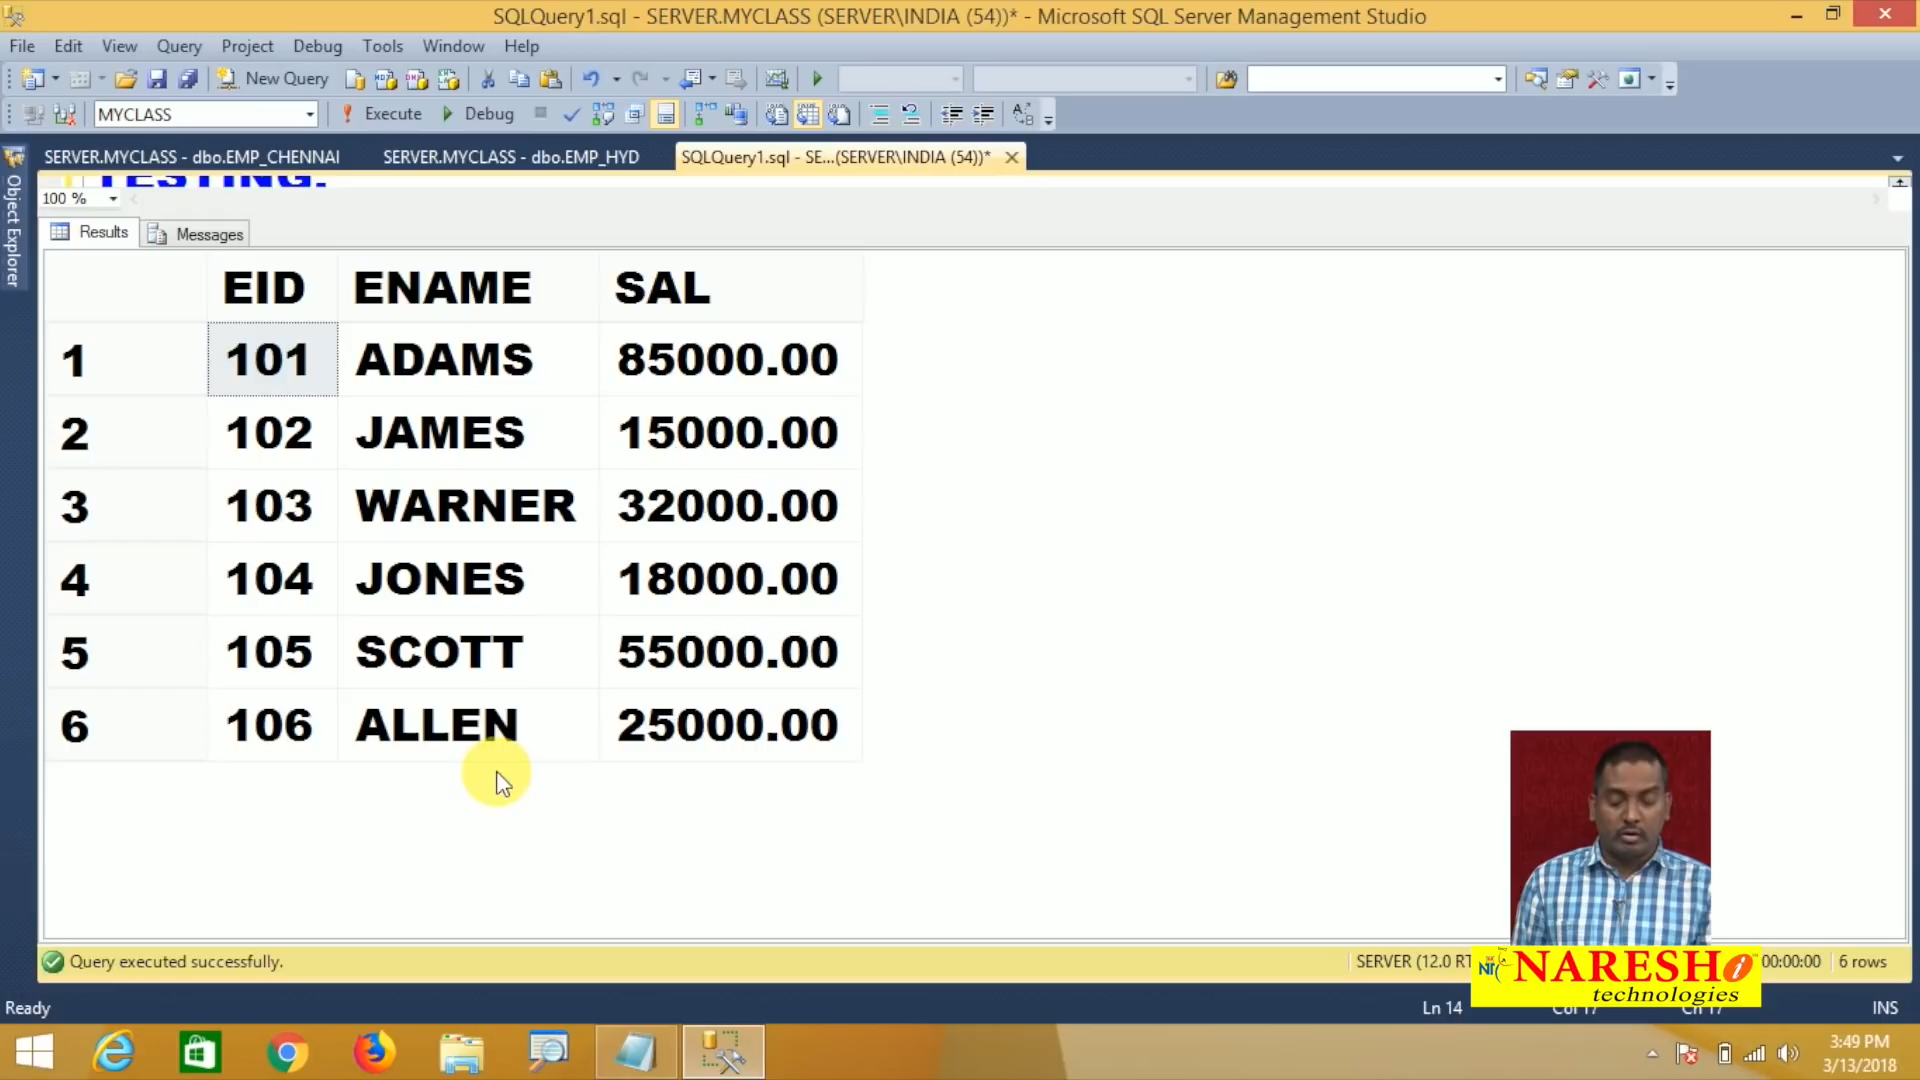 SQLQuery1.sql - SERVER.MYCLASS (SERVER\INDIA (54))* - Microsoft SQL Server Management Studio
File Edit View Query Project Debug Tools Window Help
New Query
MYCLASS Execute Debug
SERVER.MYCLASS - dbo.EMP_CHENNAI SERVER.MYCLASS - dbo.EMP_HYD SQLQuery1.sql - SE...(SERVER\INDIA (54))*
Object Explorer
TESTING.
100 %
Results Messages
EID ENAME SAL
1 101 ADAMS 85000.00
2 102 JAMES 15000.00
3 103 WARNER 32000.00
4 104 JONES 18000.00
5 105 SCOTT 55000.00
6 106 ALLEN 25000.00
Query executed successfully. SERVER (12.0 RT 00:00:00 6 rows
NARESH i
technologies
Ready Ln 14 Col 17 Ch 17 INS
3:49 PM
3/13/2018